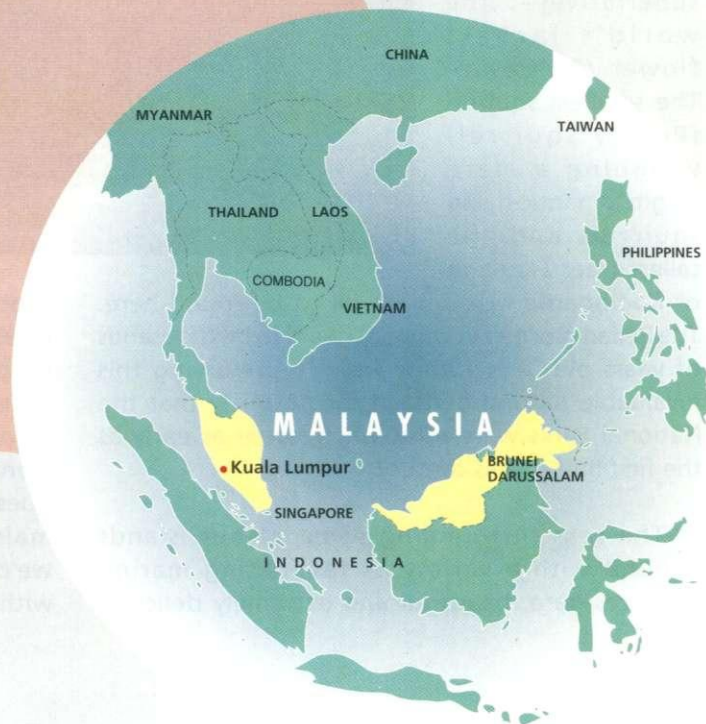 CHINA
MYANMAR
TAIWAN
THAILAND
LAOS
PHILIPPINES
COMBODIA
VIETNAM
MALAYSIA
Kuala Lumpur
BRUNEI
DARUSSALAM
SINGAPORE
INDONESIA